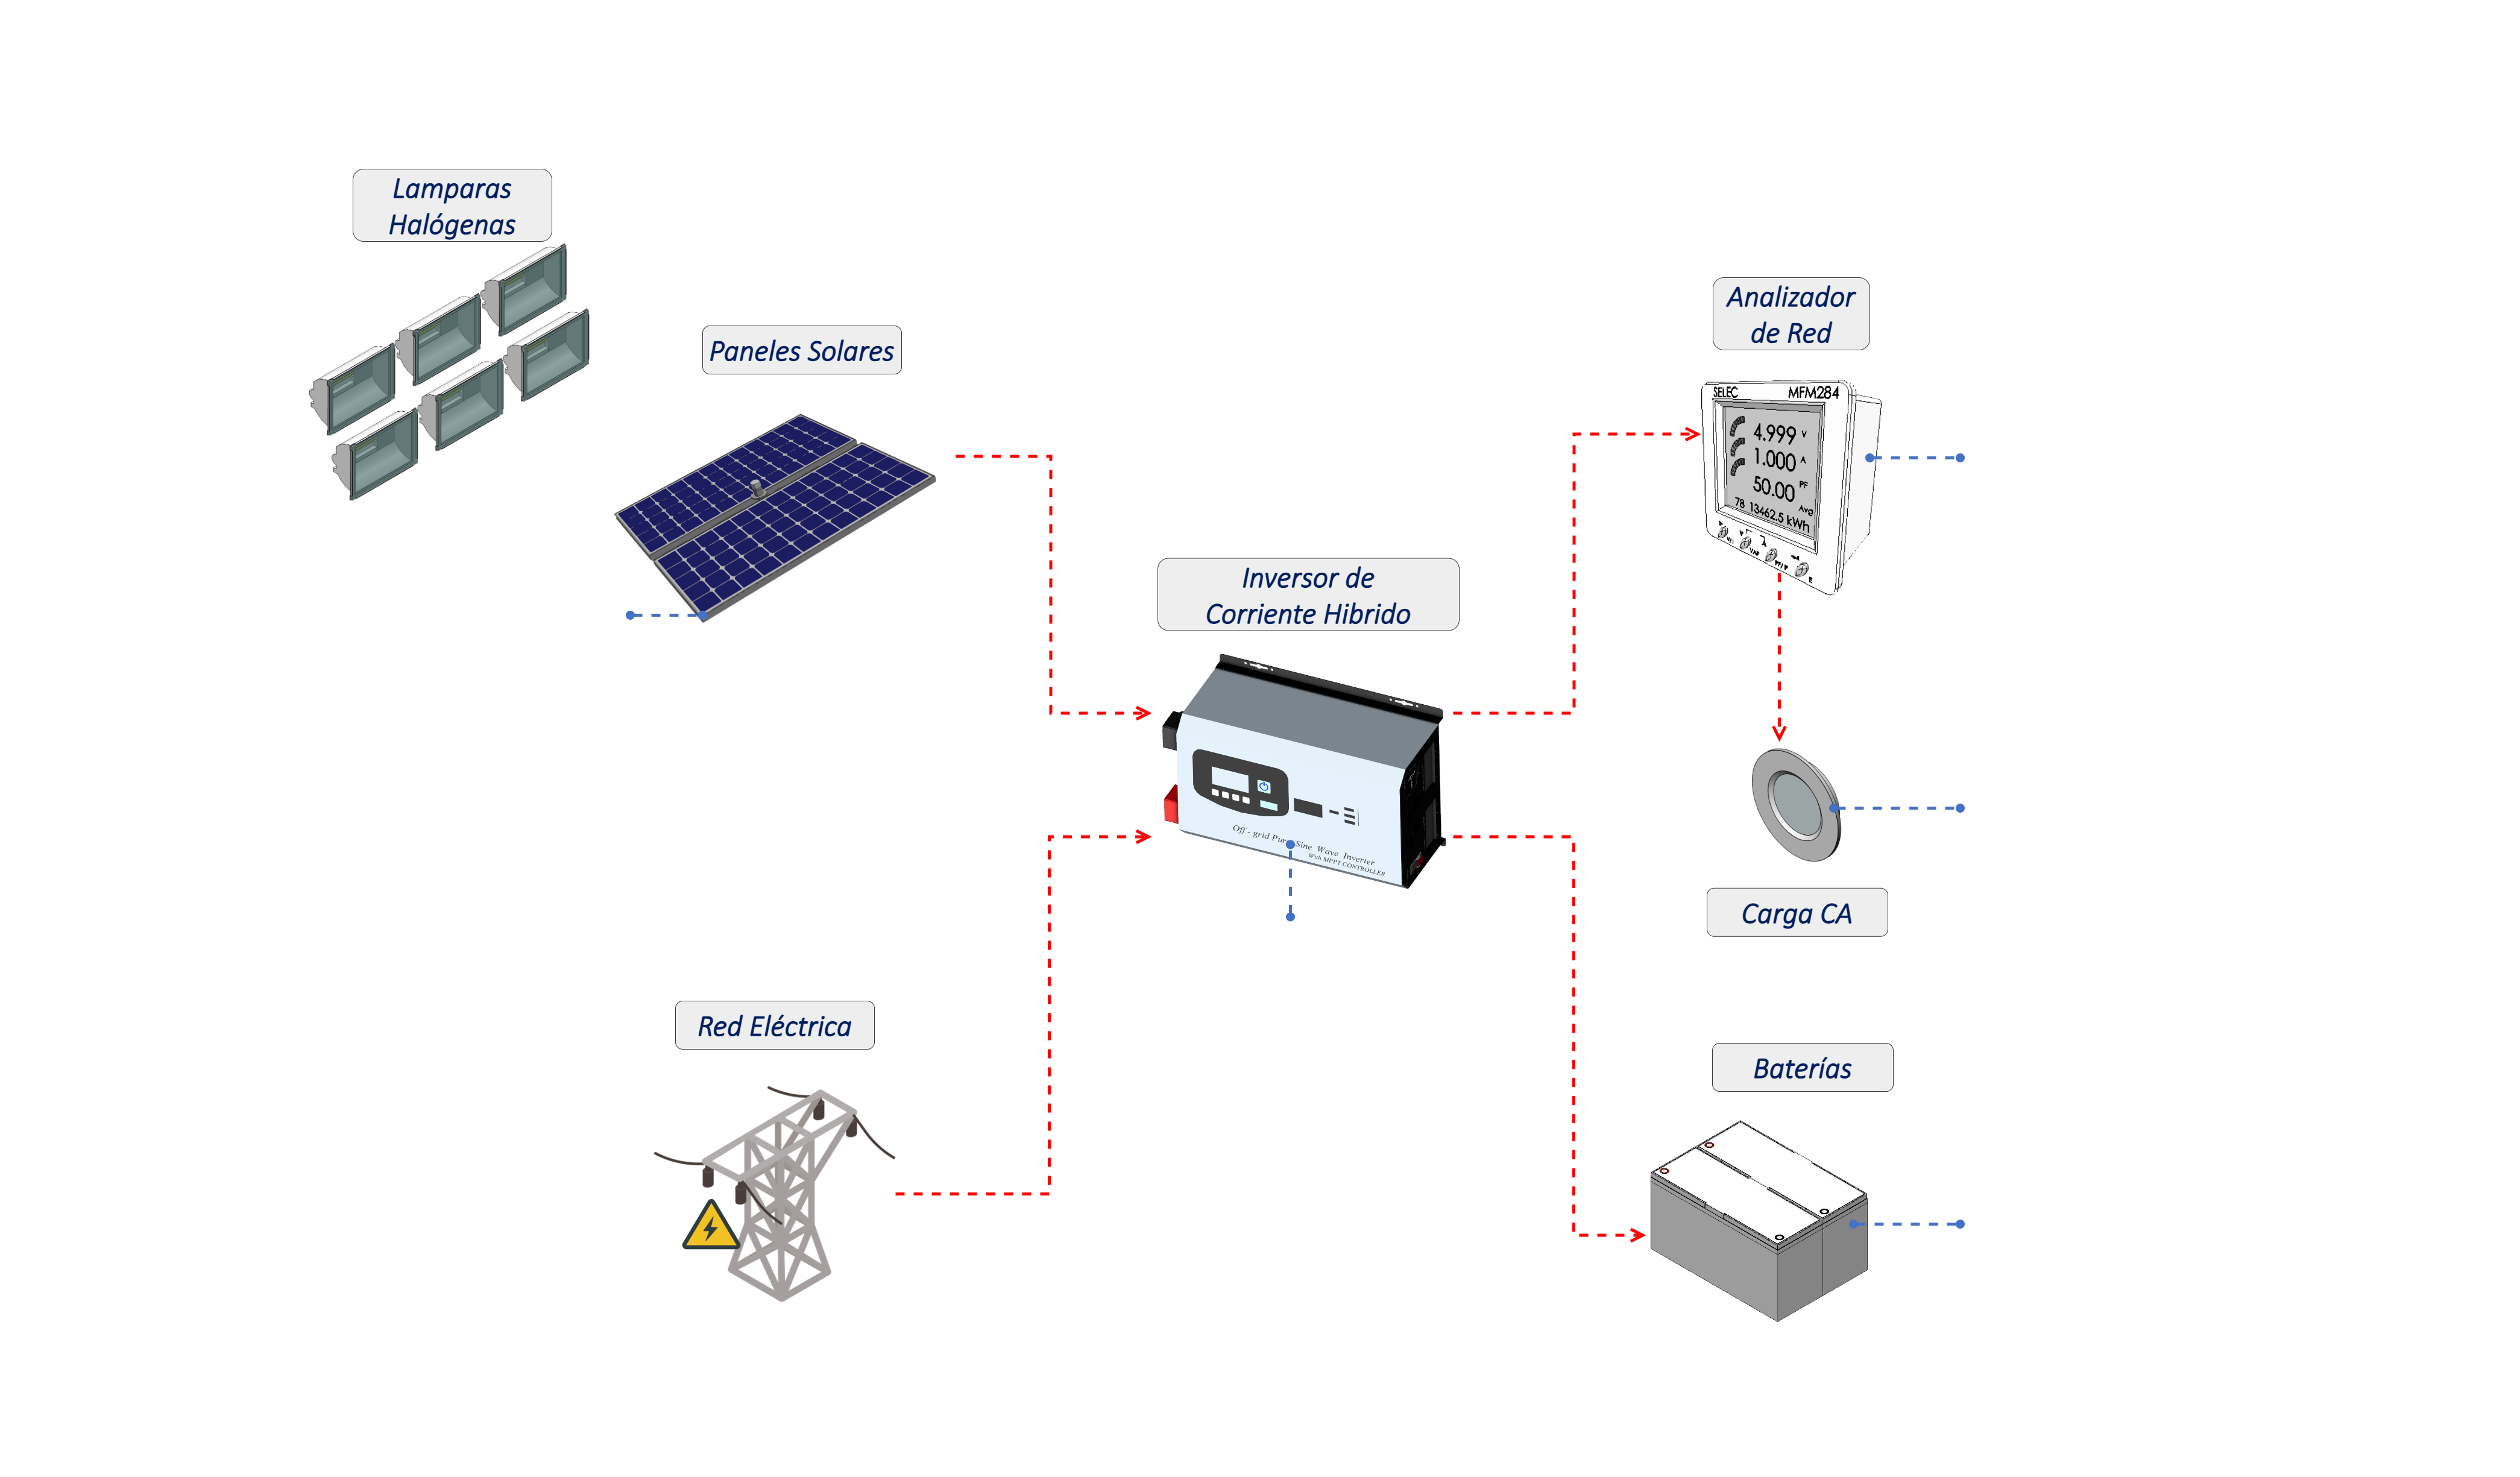 Lamparas
Halógenas
Paneles Solares
Analizador
de Red
SELEC MFM284
4.999 V
1.000 A
50.00 PF
Avg
78 13462.5 kWh
Inversor de
Corriente Hibrido
Off - grid Pure Sine Wave Inverter
With MPPT CONTROLLER
Carga CA
Red Eléctrica
Baterías